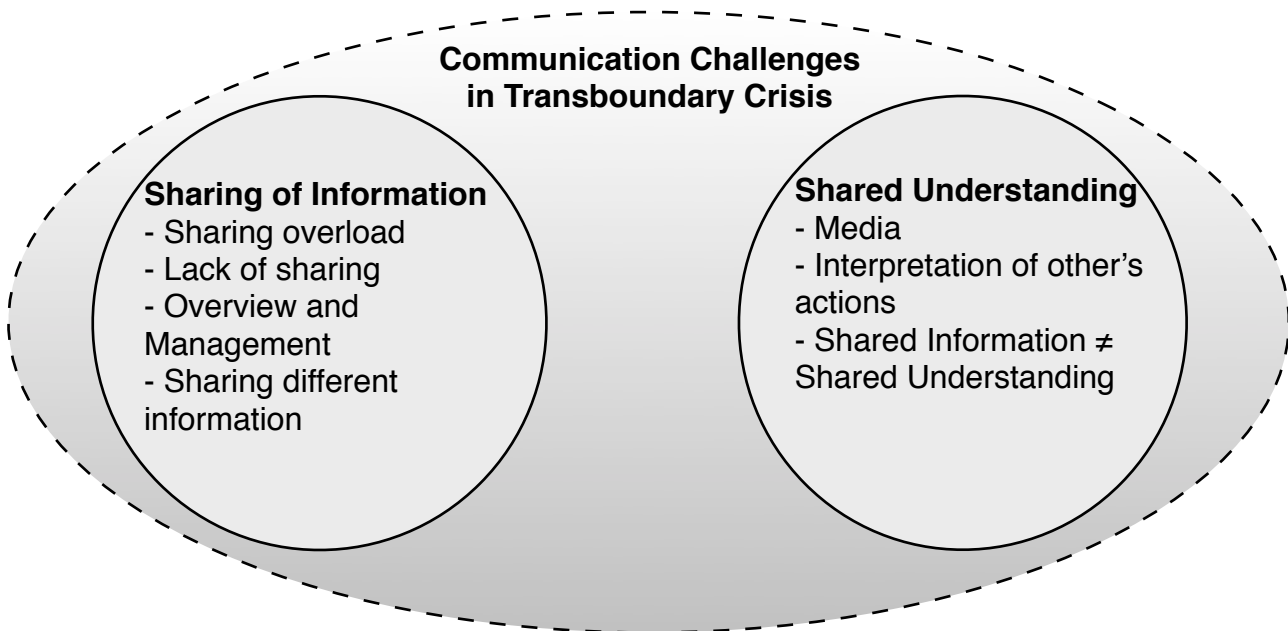 Communication Challenges
in Transboundary Crisis
Sharing of Information
- Sharing overload
- Lack of sharing
- Overview and
Management
- Sharing different
information
Shared Understanding
- Media
- Interpretation of other’s
actions
- Shared Information ≠
Shared Understanding